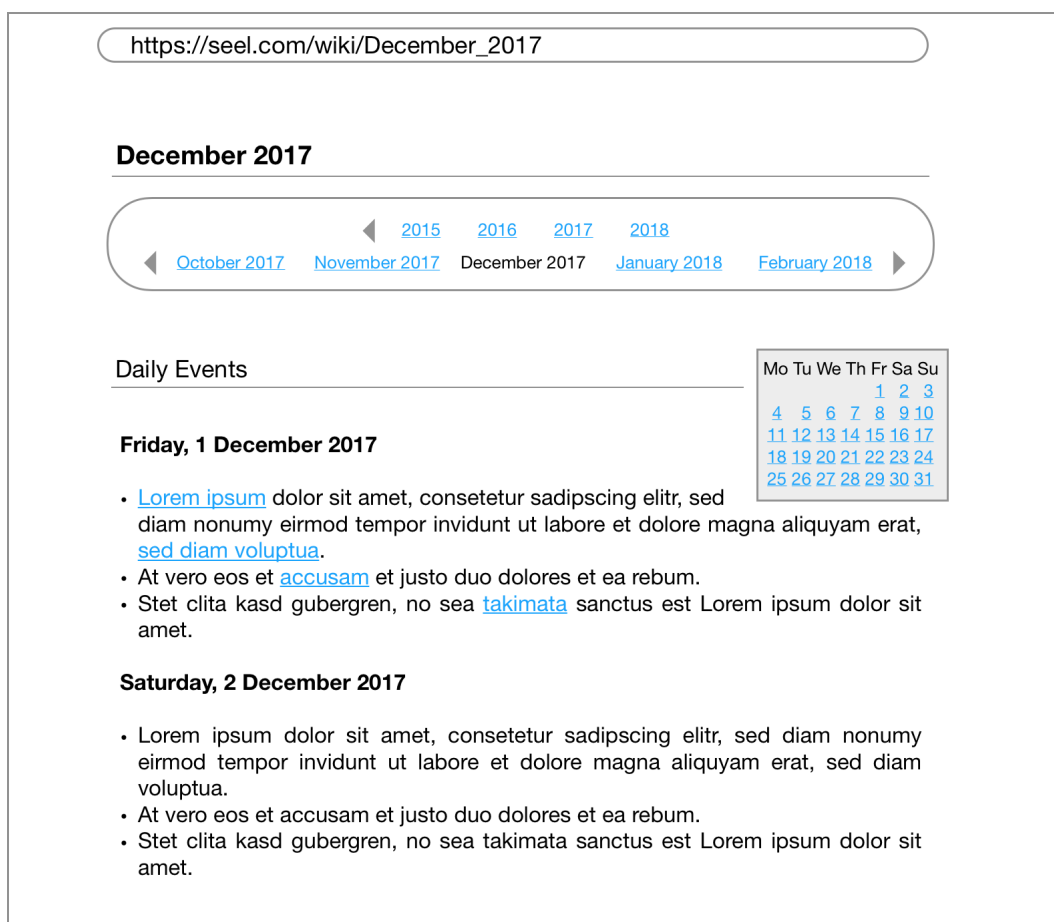 https://seel.com/wiki/December_2017
December 2017
2015 2016 2017 2018
October 2017 November 2017 December 2017 January 2018 February 2018
Daily Events
Mo Tu We Th Fr Sa Su
1 2 3
4 5 6 7 8 9 10
11 12 13 14 15 16 17
18 19 20 21 22 23 24
25 26 27 28 29 30 31
Friday, 1 December 2017
• Lorem ipsum dolor sit amet, consetetur sadipscing elitr, sed
diam nonumy eirmod tempor invidunt ut labore et dolore magna aliquyam erat,
sed diam voluptua.
• At vero eos et accusam et justo duo dolores et ea rebum.
• Stet clita kasd gubergren, no sea takimata sanctus est Lorem ipsum dolor sit
amet.
Saturday, 2 December 2017
• Lorem ipsum dolor sit amet, consetetur sadipscing elitr, sed diam nonumy
eirmod tempor invidunt ut labore et dolore magna aliquyam erat, sed diam
voluptua.
• At vero eos et accusam et justo duo dolores et ea rebum.
• Stet clita kasd gubergren, no sea takimata sanctus est Lorem ipsum dolor sit
amet.